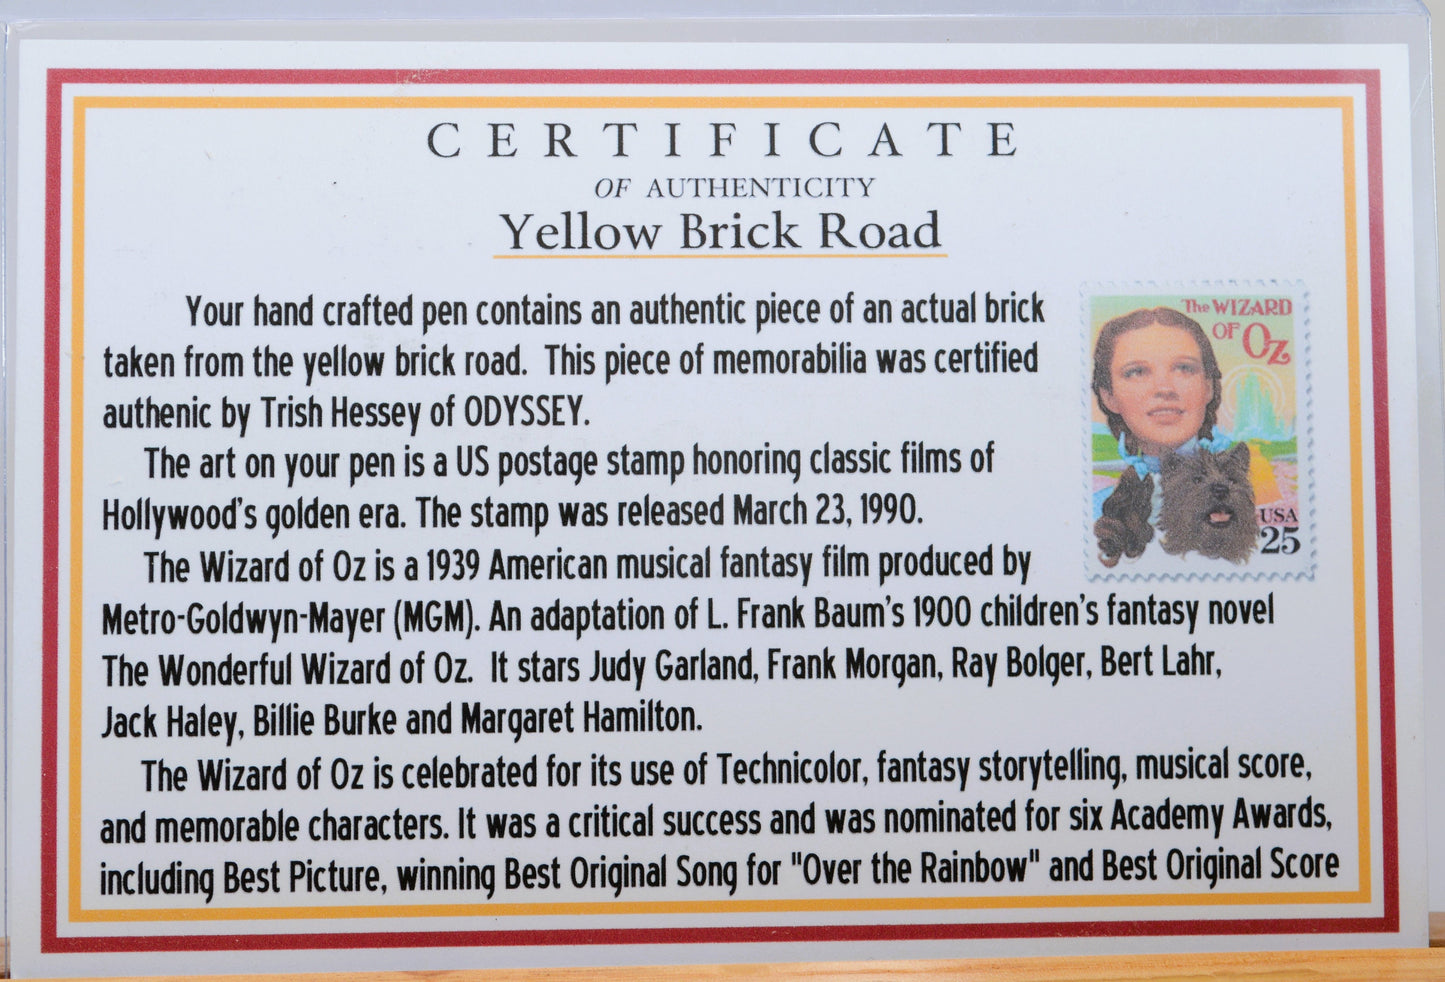 CERTIFICATE
OF AUTHENTICITY
Yellow Brick Road
Your hand crafted pen contains an authentic piece of an actual brick
taken from the yellow brick road. This piece of memorabilia was certified
authenic by Trish Hessey of ODYSSEY.
The art on your pen is a US postage stamp honoring classic films of
Hollywood's golden era. The stamp was released March 23, 1990.
The Wizard of Oz is a 1939 American musical fantasy film produced by
Metro-Goldwyn-Mayer (MGM). An adaptation of L. Frank Baum's 1900 children's fantasy novel
The Wonderful Wizard of Oz. It stars Judy Garland, Frank Morgan, Ray Bolger, Bert Lahr,
Jack Haley, Billie Burke and Margaret Hamilton.
The Wizard of Oz is celebrated for its use of Technicolor, fantasy storytelling, musical score,
and memorable characters. It was a critical success and was nominated for six Academy Awards,
including Best Picture, winning Best Original Song for "Over the Rainbow" and Best Original Score
The WIZARD
OF OZ
USA
25